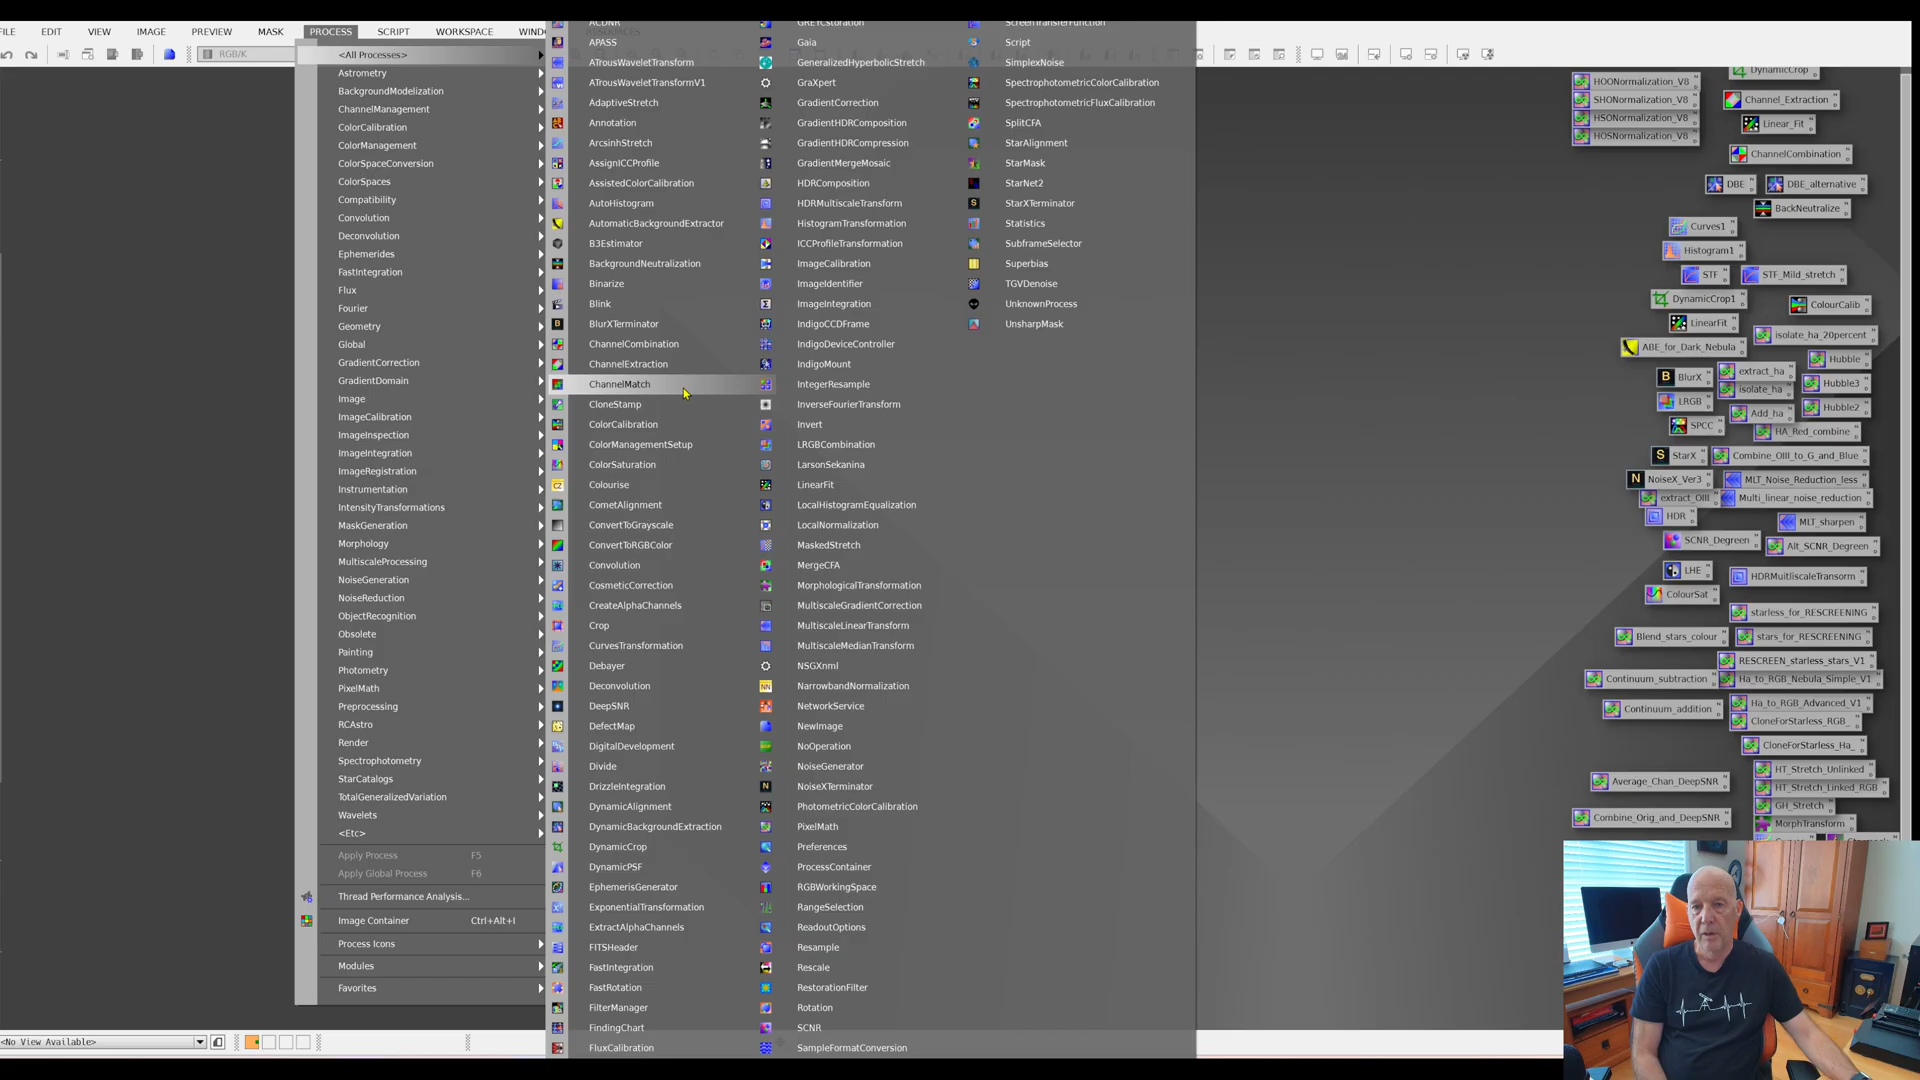 FILE EDIT VIEW IMAGE PREVIEW MASK PROCESS SCRIPT WORKSPACE WIND
RGB/K
<All Processes>
Astrometry
BackgroundModelization
ChannelManagement
ColorCalibration
ColorManagement
ColorSpaceConversion
ColorSpaces
Compatibility
Convolution
Deconvolution
Ephemerides
FastIntegration
Flux
Fourier
Geometry
Global
GradientCorrection
GradientDomain
Image
ImageCalibration
ImageInspection
ImageIntegration
ImageRegistration
Instrumentation
IntensityTransformations
MaskGeneration
Morphology
MultiscaleProcessing
NoiseGeneration
NoiseReduction
ObjectRecognition
Obsolete
Painting
Photometry
PixelMath
Preprocessing
RCAstro
Render
Spectrophotometry
StarCatalogs
TotalGeneralizedVariation
Wavelets
<Etc>
Apply Process F5
Apply Global Process F6
Thread Performance Analysis...
Image Container Ctrl+Alt+I
Process Icons
Modules
Favorites
<No View Available>
ACDNR
APASS
ATrousWaveletTransform
ATrousWaveletTransformV1
AdaptiveStretch
Annotation
ArcsinhStretch
AssignICCProfile
AssistedColorCalibration
AutoHistogram
AutomaticBackgroundExtractor
B3Estimator
BackgroundNeutralization
Binarize
Blink
B BlurXTerminator
ChannelCombination
ChannelExtraction
ChannelMatch
CloneStamp
ColorCalibration
ColorManagementSetup
ColorSaturation
CZ Colourise
CometAlignment
ConvertToGrayscale
ConvertToRGBColor
Convolution
CosmeticCorrection
CreateAlphaChannels
Crop
CurvesTransformation
Debayer
Deconvolution
DeepSNR
DefectMap
DigitalDevelopment
Divide
DrizzleIntegration
DynamicAlignment
DynamicBackgroundExtraction
DynamicCrop
DynamicPSF
EphemerisGenerator
ExponentialTransformation
ExtractAlphaChannels
FITSHeader
FastIntegration
FastRotation
FilterManager
FindingChart
FluxCalibration
GREYCstoration
Gaia
GeneralizedHyperbolicStretch
GraXpert
GradientCorrection
GradientHDRComposition
GradientHDRCompression
GradientMergeMosaic
HDRComposition
HDRMultiscaleTransform
HistogramTransformation
ICCProfileTransformation
ImageCalibration
ImageIdentifier
ImageIntegration
IndigoCCDFrame
IndigoDeviceController
IndigoMount
IntegerResample
InverseFourierTransform
Invert
LRGBCombination
LarsonSekanina
LinearFit
LocalHistogramEqualization
LocalNormalization
MaskedStretch
MergeCFA
MorphologicalTransformation
MultiscaleGradientCorrection
MultiscaleLinearTransform
MultiscaleMedianTransform
NSGXnml
NN NarrowbandNormalization
NetworkService
NewImage
NoOperation
NoiseGenerator
N NoiseXTerminator
PhotometricColorCalibration
PixelMath
Preferences
ProcessContainer
RGBWorkingSpace
RangeSelection
ReadoutOptions
Resample
Rescale
RestorationFilter
Rotation
SCNR
SampleFormatConversion
ScreenTransferFunction
Script
SimplexNoise
SpectrophotometricColorCalibration
SpectrophotometricFluxCalibration
SplitCFA
StarAlignment
StarMask
StarNet2
S StarXTerminator
Statistics
SubframeSelector
Superbias
TGVDenoise
UnknownProcess
UnsharpMask
DynamicCrop
HOONormalization_V8
SHONormalization_V8 Channel_Extraction
HSONormalization_V8 Linear_Fit
HOSNormalization_V8
ChannelCombination
DBE DBE_alternative
BackNeutralize
Curves1
Histogram1
STF STF_Mild_stretch
DynamicCrop1 ColourCalib
LinearFit isolate_ha_20percent
ABE_for_Dark_Nebula Hubble
B BlurX extract_ha Hubble3
isolate_ha
LRGB Add_ha Hubble2
SPCC HA_Red_combine
S StarX Combine_OIII_to_G_and_Blue
N NoiseX_Ver3 MLT_Noise_Reduction_less
extract_OIII Multi_linear_noise_reduction
HDR MLT_sharpen
SCNR_Degreen Alt_SCNR_Degreen
LHE HDRMuitliscaleTransorm
ColourSat
starless_for_RESCREENING
Blend_stars_colour stars_for_RESCREENING
RESCREEN_starless_stars_V1
Continuum_subtraction Ha_to_RGB_Nebula_Simple_V1
Continuum_addition Ha_to_RGB_Advanced_V1
CloneForStarless_RGB_
CloneForStarless_Ha_
HT_Stretch_Unlinked
Average_Chan_DeepSNR HT_Stretch_Linked_RGB
GH_Stretch
Combine_Orig_and_DeepSNR MorphTransform